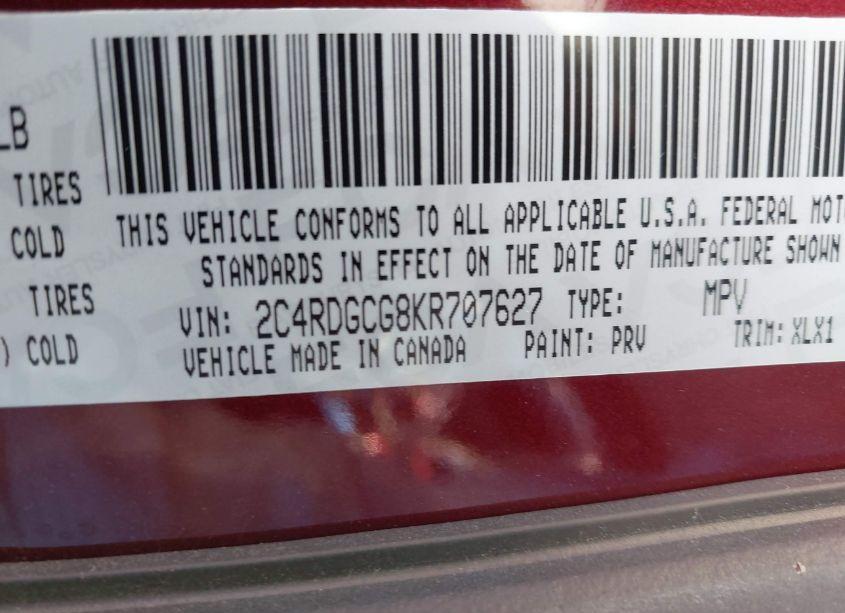 LB
TIRES
COLD
TIRES
) COLD
THIS VEHICLE CONFORMS TO ALL APPLICABLE U.S.A. FEDERAL MOT
STANDARDS IN EFFECT ON THE DATE OF MANUFACTURE SHOWN
VIN: 2C4RDGCG8KR707627 TYPE: MPV
VEHICLE MADE IN CANADA PAINT: PRV TRIM: XLX1